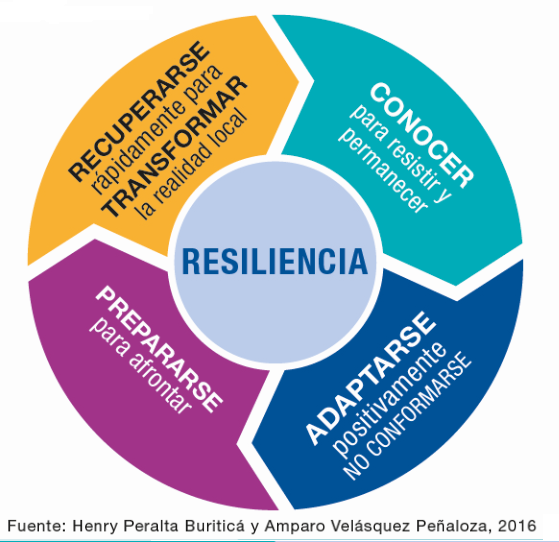 RECUPERARSE
rápidamente para
TRANSFORMAR
la realidad local
CONOCER
para resistir y
permanecer
RESILIENCIA
PREPARARSE
para afrontar
ADAPTARSE
positivamente
NO CONFORMARSE
Fuente: Henry Peralta Buriticá y Amparo Velásquez Peñaloza, 2016